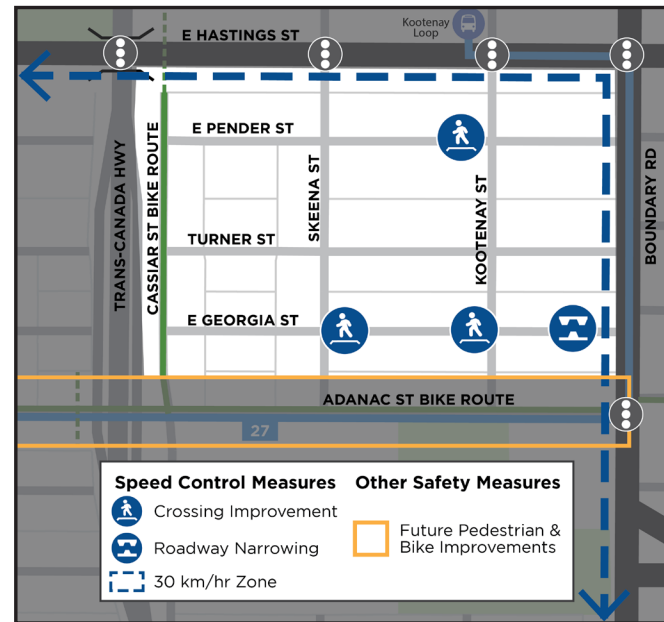 Kootenay
Loop
E HASTINGS ST
E PENDER ST
TRANS-CANADA HWY
CASSIAR ST BIKE ROUTE
SKEENA ST
KOOTENAY ST
BOUNDARY RD
TURNER ST
E GEORGIA ST
ADANAC ST BIKE ROUTE
27
Speed Control Measures
Crossing Improvement
Roadway Narrowing
30 km/hr Zone
Other Safety Measures
Future Pedestrian &
Bike Improvements